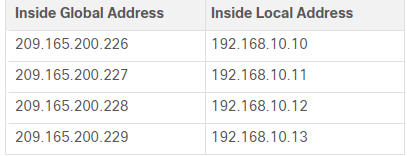 Inside Global Address Inside Local Address
209.165.200.226 192.168.10.10
209.165.200.227 192.168.10.11
209.165.200.228 192.168.10.12
209.165.200.229 192.168.10.13